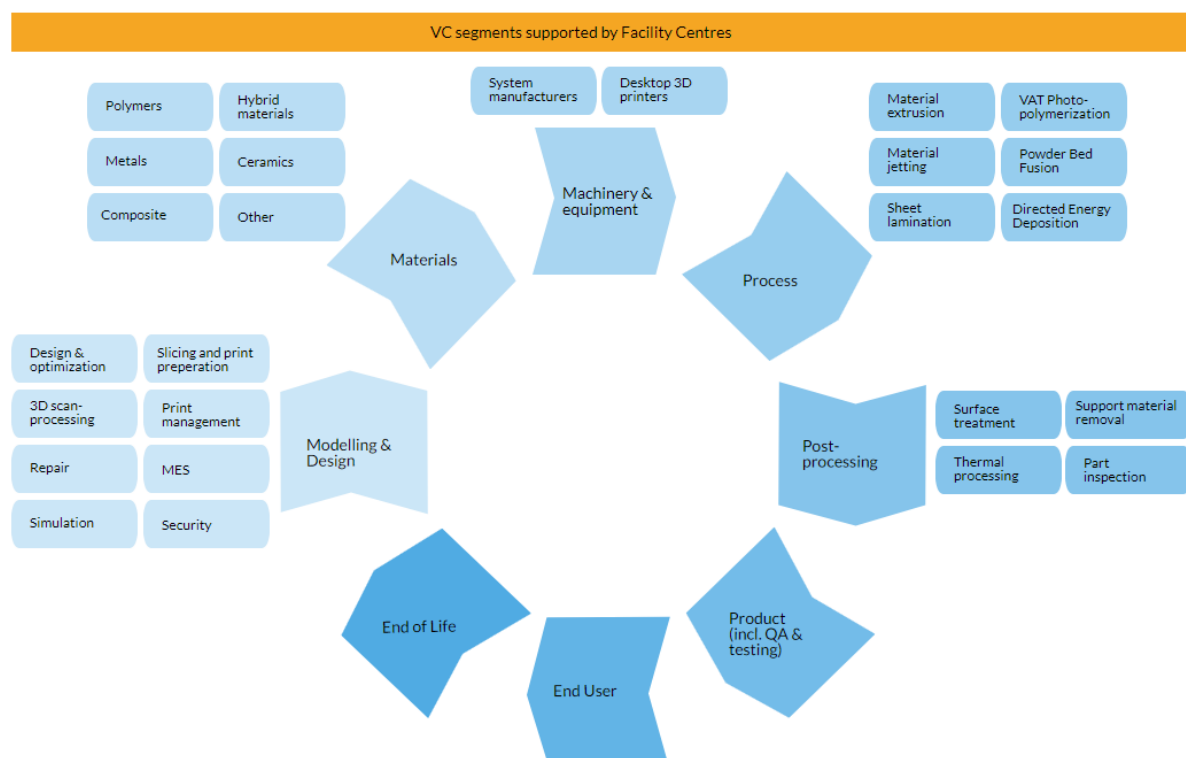 VC segments supported by Facility Centres
Polymers
Hybrid
materials
Metals
Ceramics
Composite
Other
Materials
System
manufacturers
Desktop 3D
printers
Machinery &
equipment
Material
extrusion
VAT Photo-
polymerization
Material
jetting
Powder Bed
Fusion
Sheet
lamination
Directed Energy
Deposition
Process
Design &
optimization
Slicing and print
preperation
3D scan-
processing
Print
management
Repair
MES
Simulation
Security
Modelling &
Design
Post-
processing
Surface
treatment
Support material
removal
Thermal
processing
Part
inspection
End of Life
End User
Product
(incl. QA &
testing)